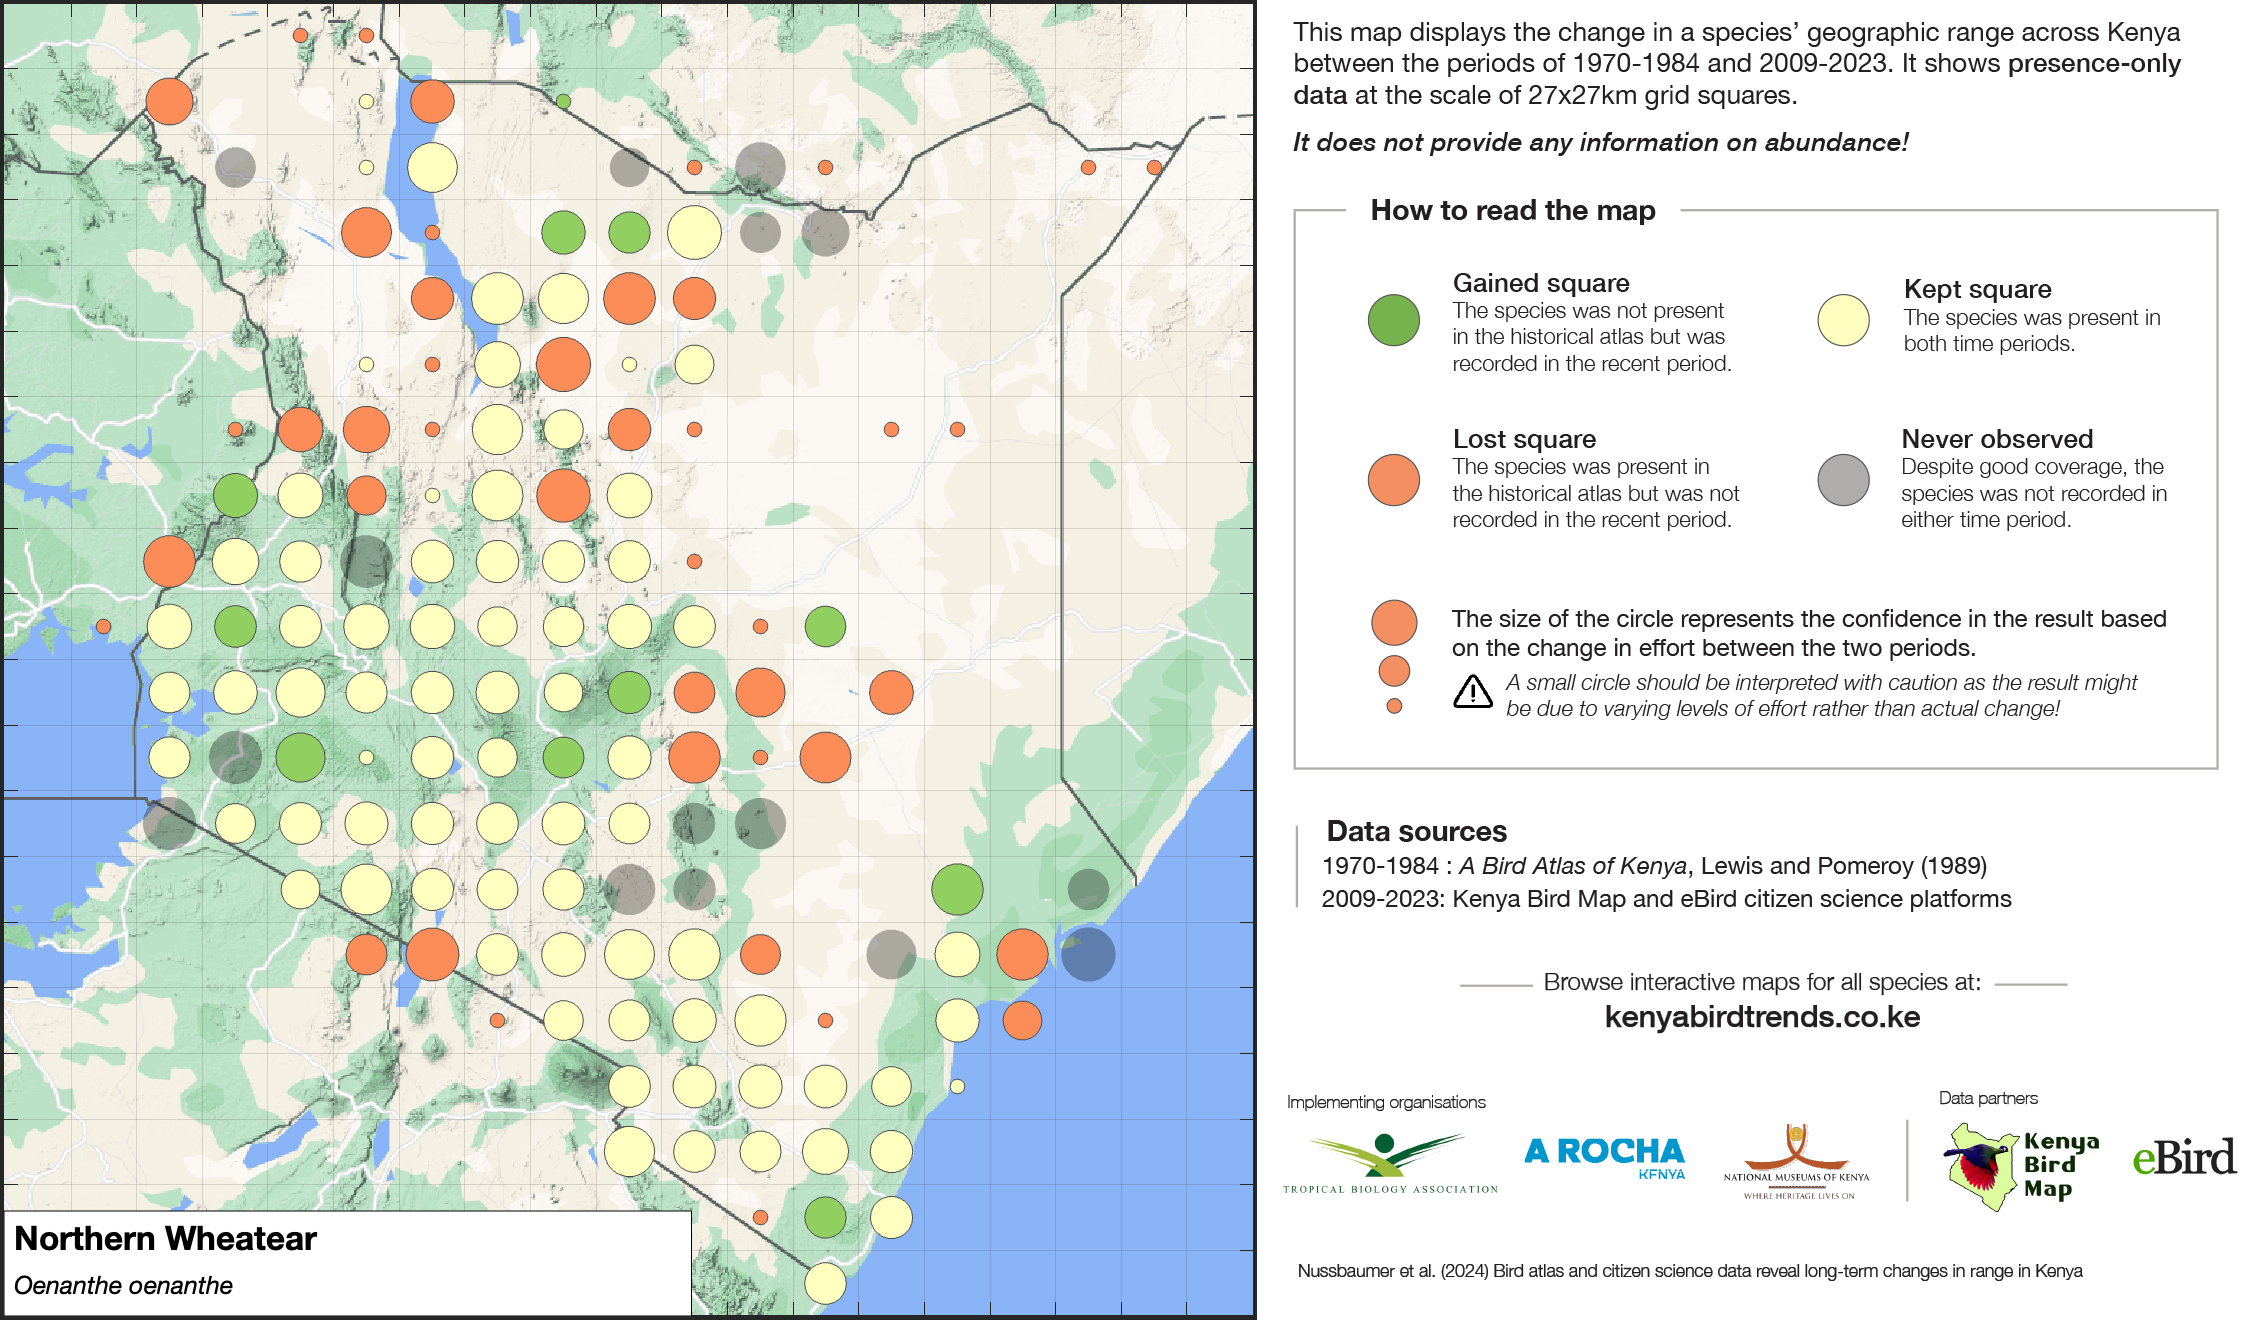 This map displays the change in a species’ geographic range across Kenya
between the periods of 1970-1984 and 2009-2023. It shows presence-only
data at the scale of 27x27km grid squares.
It does not provide any information on abundance!
How to read the map
Gained square
The species was not present
in the historical atlas but was
recorded in the recent period.
Kept square
The species was present in
both time periods.
Lost square
The species was present in
the historical atlas but was not
recorded in the recent period.
Never observed
Despite good coverage, the
species was not recorded in
either time period.
The size of the circle represents the confidence in the result based
on the change in effort between the two periods.
A small circle should be interpreted with caution as the result might
be due to varying levels of effort rather than actual change!
Data sources
1970-1984 : A Bird Atlas of Kenya, Lewis and Pomeroy (1989)
2009-2023: Kenya Bird Map and eBird citizen science platforms
Browse interactive maps for all species at:
kenyabirdtrends.co.ke
Implementing organisations
Data partners
TROPICAL BIOLOGY ASSOCIATION
A ROCHA
KENYA
NATIONAL MUSEUMS OF KENYA
WHERE HERITAGE LIVES ON
Kenya
Bird
Map
eBird
Northern Wheatear
Oenanthe oenanthe
Nussbaumer et al. (2024) Bird atlas and citizen science data reveal long-term changes in range in Kenya